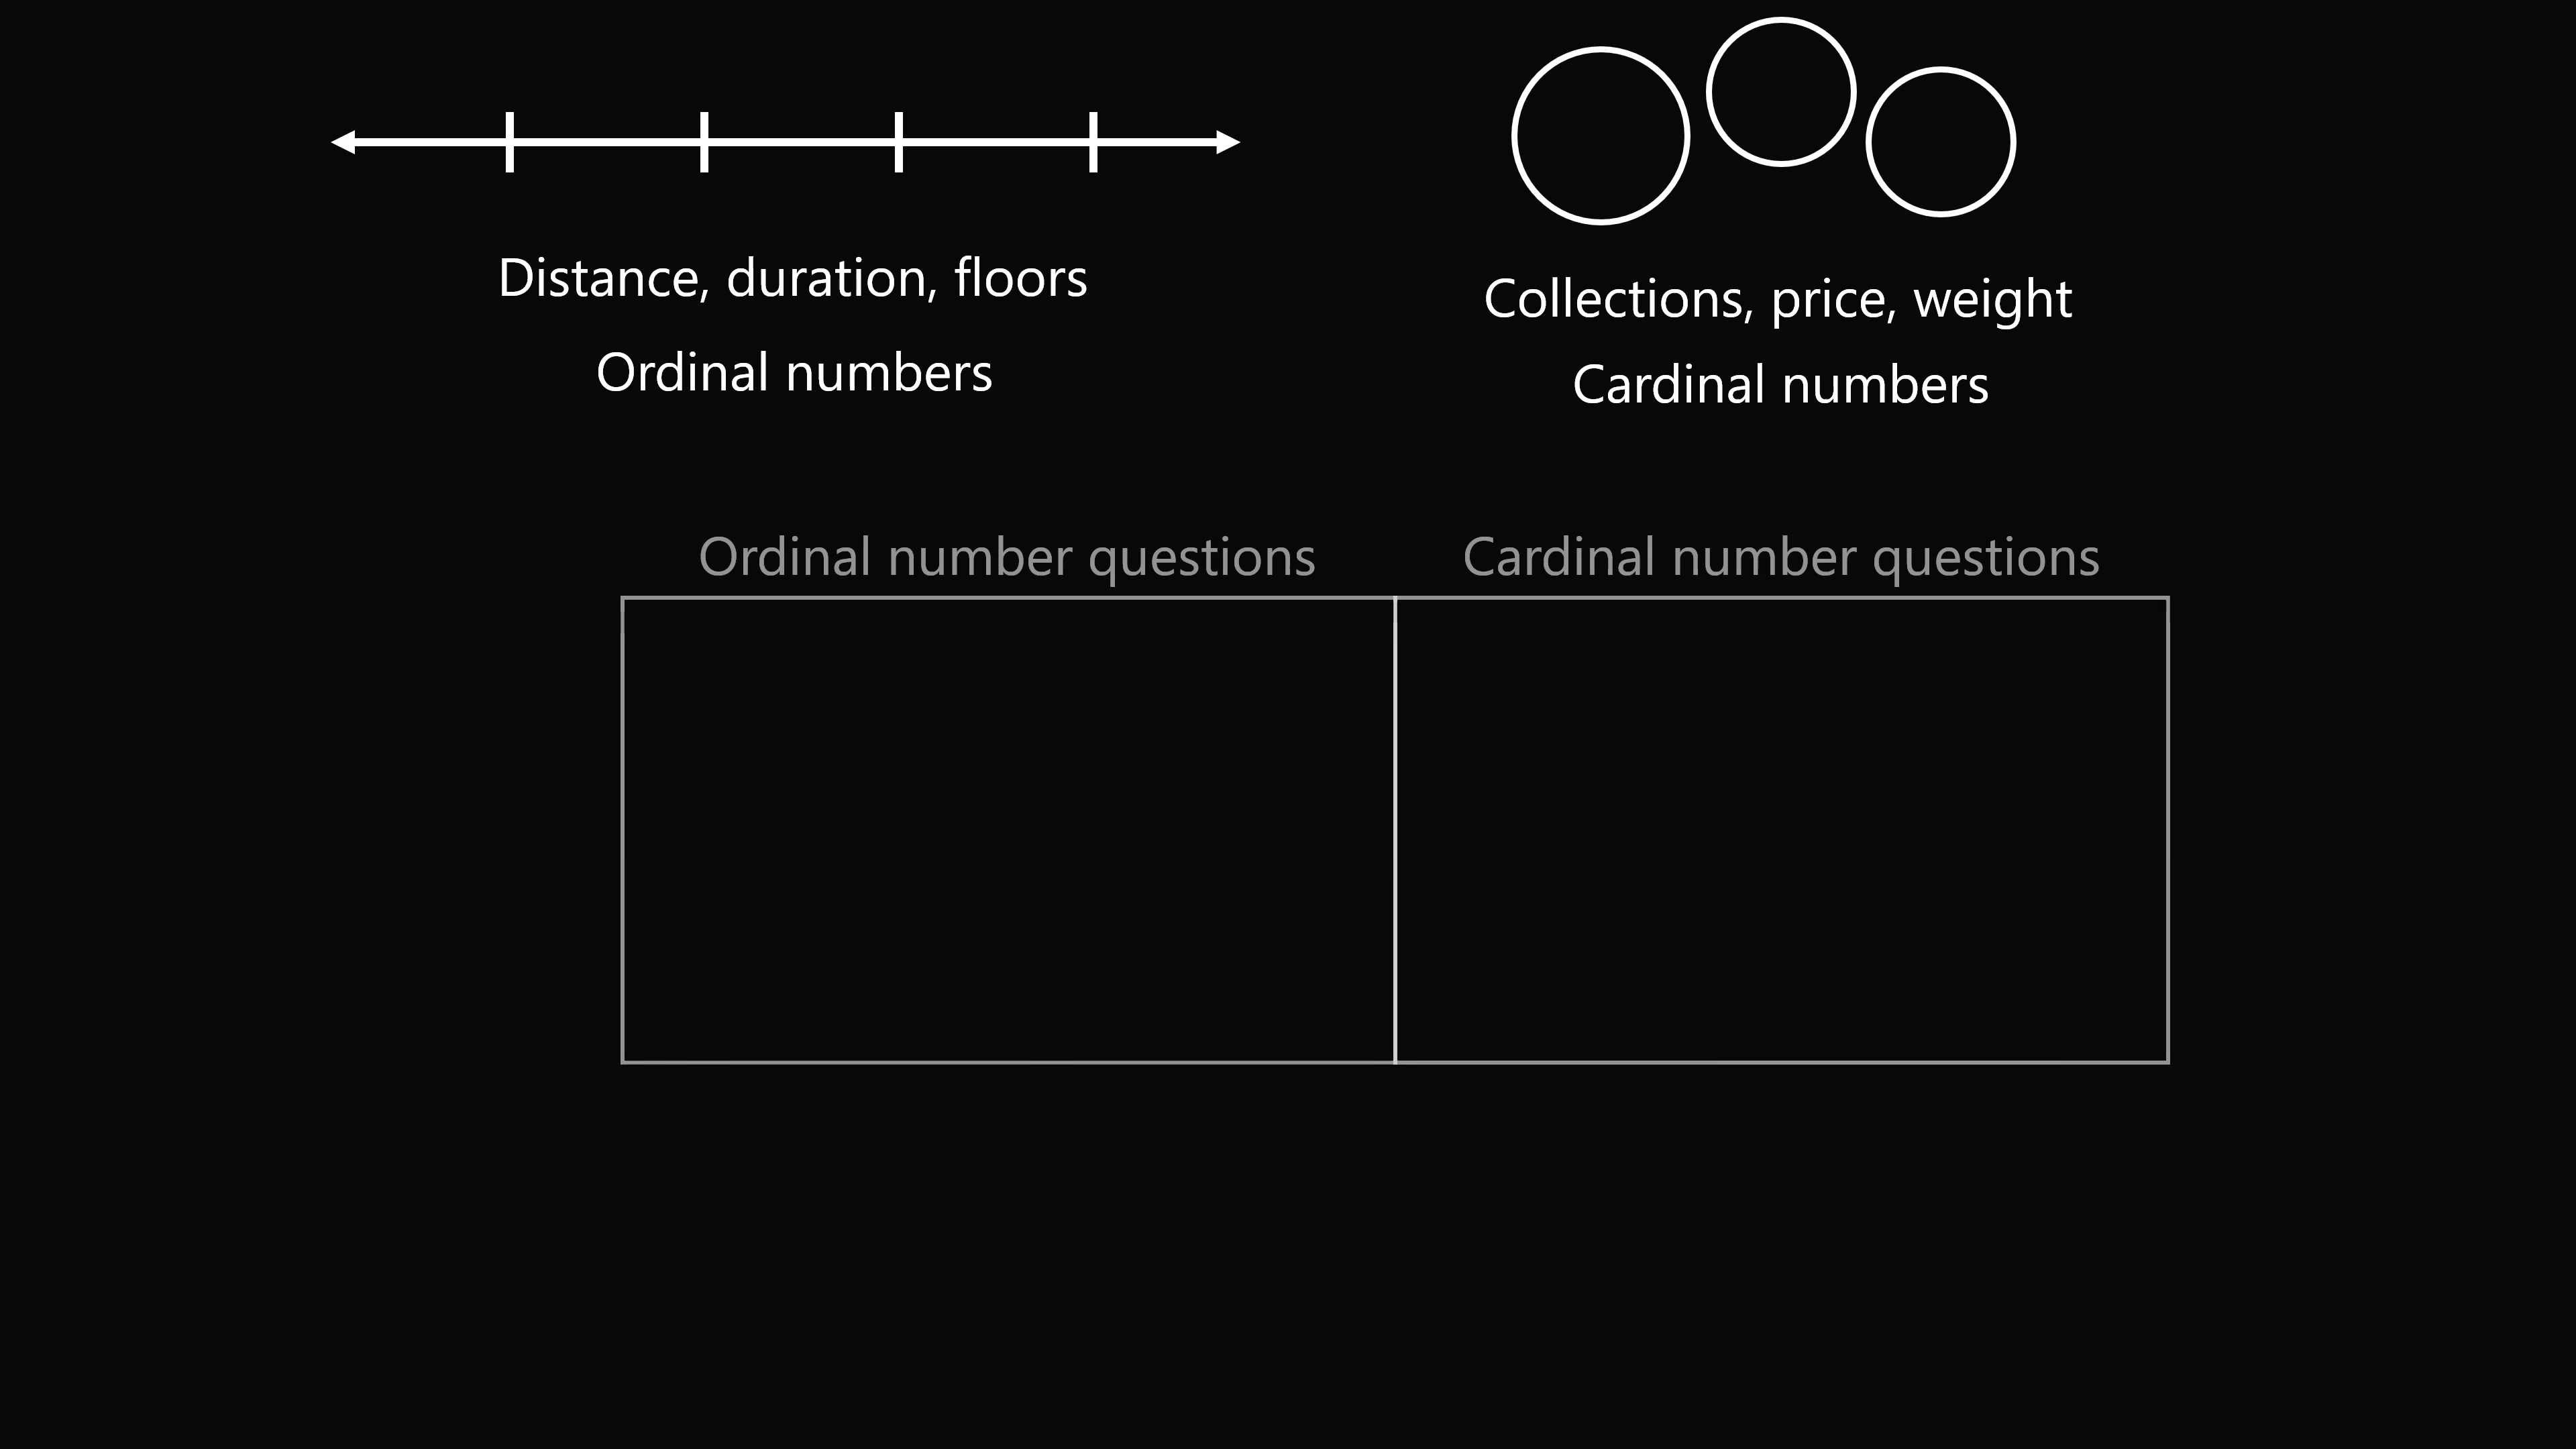 Distance, duration, floors
Ordinal numbers
Collections, price, weight
Cardinal numbers
Ordinal number questions
Cardinal number questions